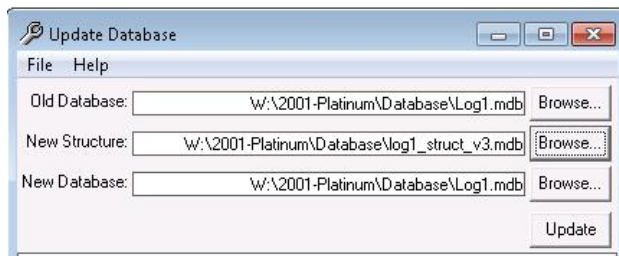 Update Database
File Help
Old Database: W:\2001-Platinum\Database\Log1.mdb Browse...
New Structure: W:\2001-Platinum\Database\log1_struct_v3.mdb Browse...
New Database: W:\2001-Platinum\Database\Log1.mdb Browse...
Update